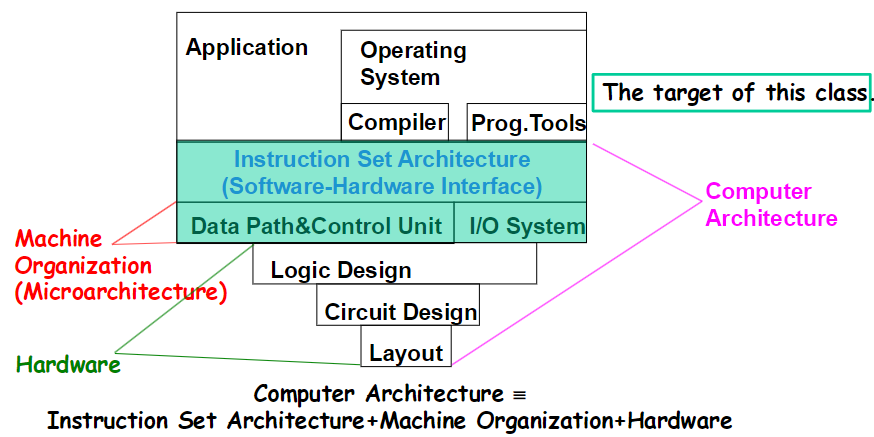 Application
Operating
System
The target of this class.
Compiler
Prog.Tools
Instruction Set Architecture
(Software-Hardware Interface)
Computer
Architecture
Data Path&Control Unit
I/O System
Machine
Organization
(Microarchitecture)
Logic Design
Circuit Design
Layout
Hardware
Computer Architecture ≡
Instruction Set Architecture+Machine Organization+Hardware